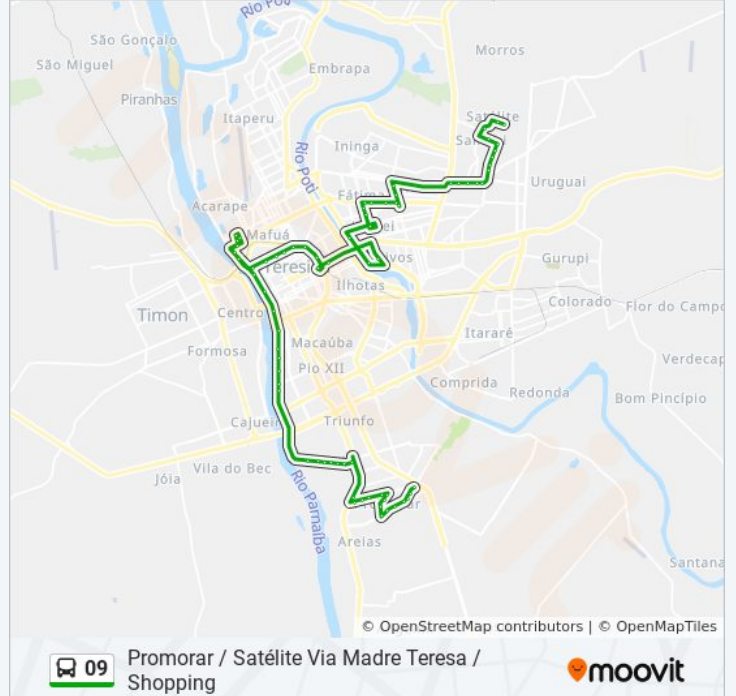 Rio Poti
São Gonçalo
Morros
São Miguel
Embrapa
Piranhas
Satélite
Itaperu
Ininga
Rio Poti
Uruguai
Fátima
Acarape
Mafuá
Gurupi
Ilhotas
Colorado
Flor do Campo
Timon
Centro
Itararé
Macaúba
Formosa
Verdecap
Pio XII
Comprida
Redonda
Bom Princípio
Cajueir
Triunfo
Vila do Bec
Jóia
Rio Parnaíba
Areias
Santana
© OpenStreetMap contributors | © OpenMapTiles
09
Promorar / Satélite Via Madre Teresa /
Shopping
moovit